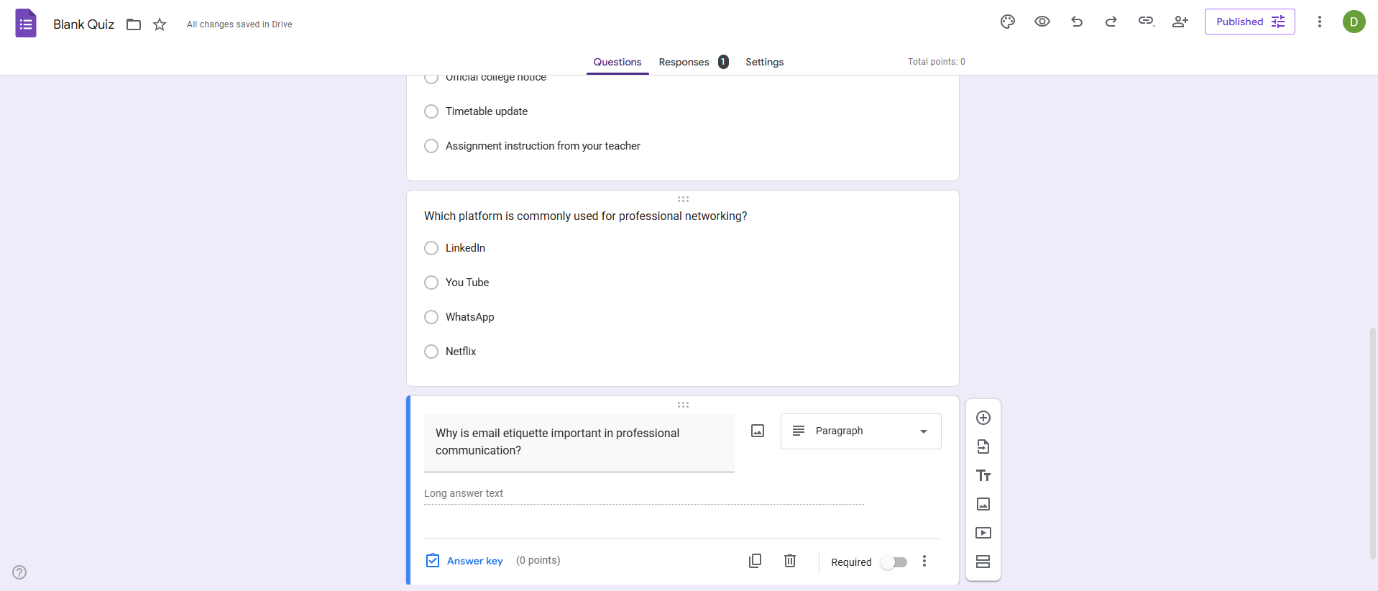 Blank Quiz
All changes saved in Drive
Published
D
Questions
Responses 1
Settings
Total points: 0
Official college notice
Timetable update
Assignment instruction from your teacher
Which platform is commonly used for professional networking?
LinkedIn
You Tube
WhatsApp
Netflix
Why is email etiquette important in professional
communication?
Paragraph
Long answer text
Answer key
(0 points)
Required
Tт